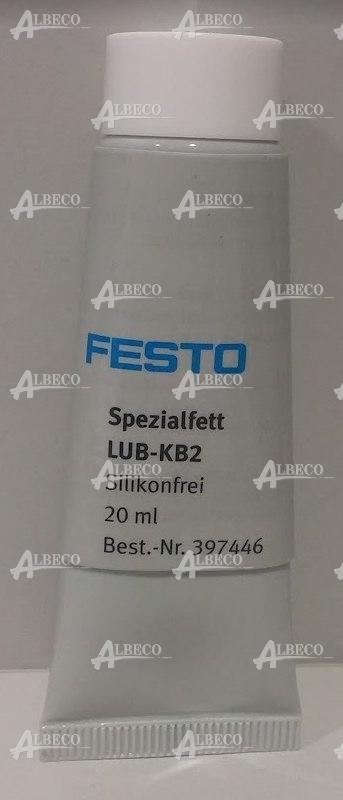 FESTO
Spezialfett
LUB-KB2
Silikonfrei
20 ml
Best.-Nr. 397446
ALBECO